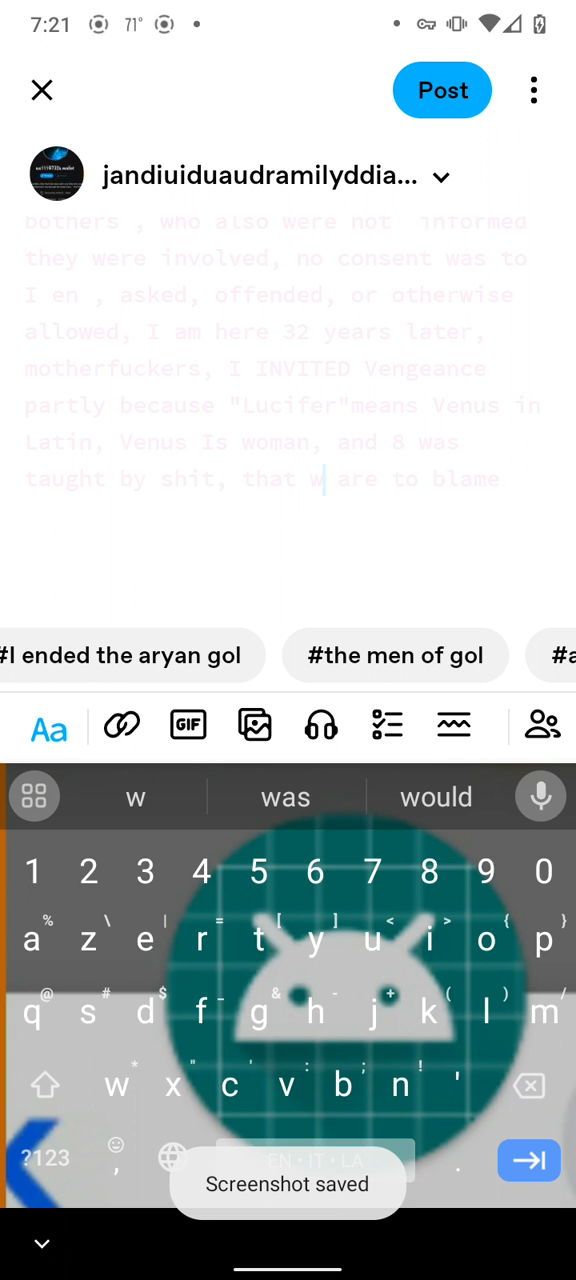 7:21 71°
Post
jandiuiduaudramilyddia...
bothers , who also were not informed
they were involved, no consent was to
I en , asked, offended, or otherwise
allowed, I am here 32 years later,
motherfuckers, I INVITED Vengeance
partly because "Lucifer"means Venus in
Latin, Venus Is woman, and 8 was
taught by shit, that w are to blame
#I ended the aryan gol #the men of gol #a
Aa GIF
w was would
1 2 3 4 5 6 7 8 9 0
% \ | = [ ] < > { }
a z e r t y u i o p
@ # $ _ & - + ( ) /
q s d f g h j k l m
* " ' : ; !
w x c v b n '
?123 , EN • IT • LA .
Screenshot saved